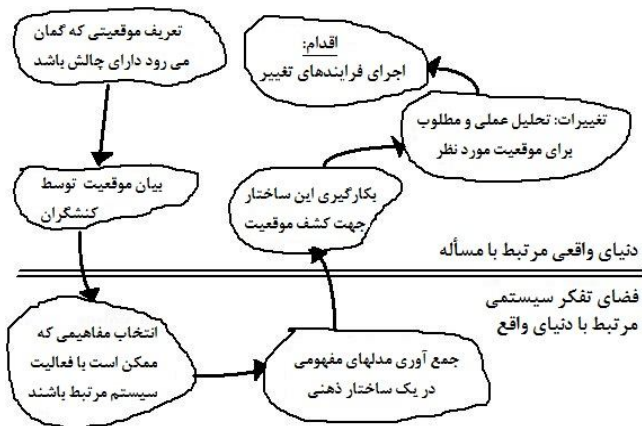 تعریف موقعیتی که گمان
می رود دارای چالش باشد
بیان موقعیت توسط
کنشگران
انتخاب مفاهیمی که
ممکن است با فعالیت
سیستم مرتبط باشند
جمع آوری مدلهای مفهومی
در یک ساختار ذهنی
بکارگیری این ساختار
جهت کشف موقعیت
تغییرات: تحلیل عملی و مطلوب
برای موقعیت مورد نظر
اقدام:
اجرای فرایندهای تغییر
دنیای واقعی مرتبط با مسأله
فضای تفکر سیستمی
مرتبط با دنیای واقع